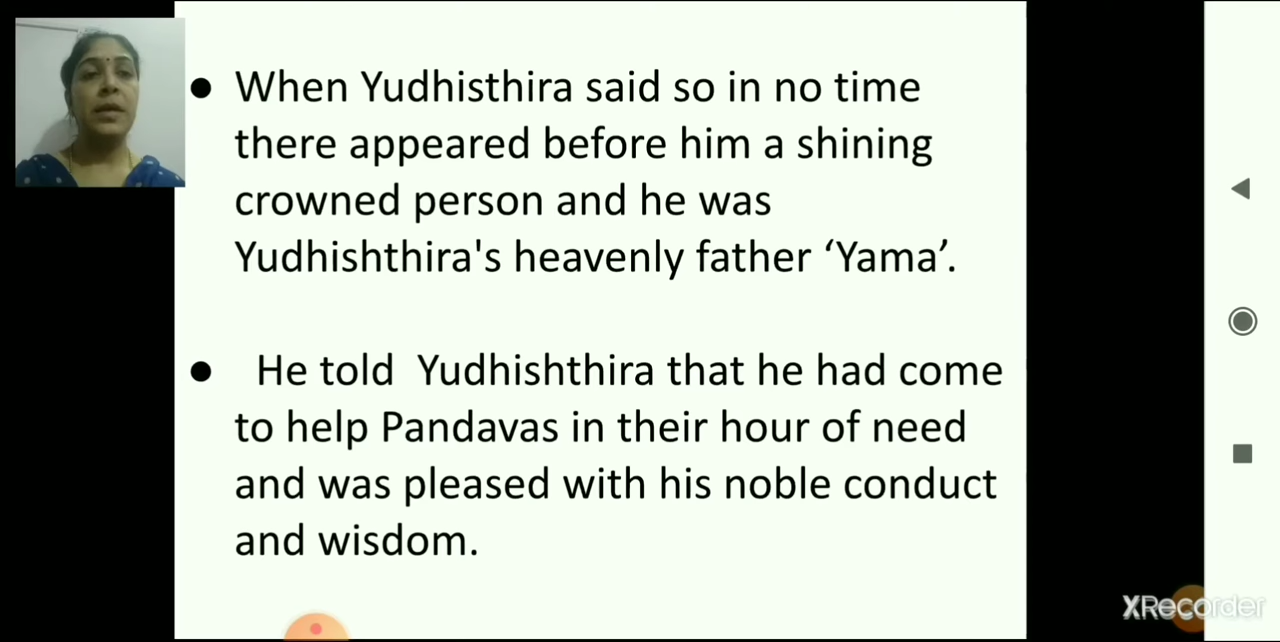 ● When Yudhisthira said so in no time
there appeared before him a shining
crowned person and he was
Yudhishthira's heavenly father ‘Yama’.
● He told Yudhishthira that he had come
to help Pandavas in their hour of need
and was pleased with his noble conduct
and wisdom.
XRecorder